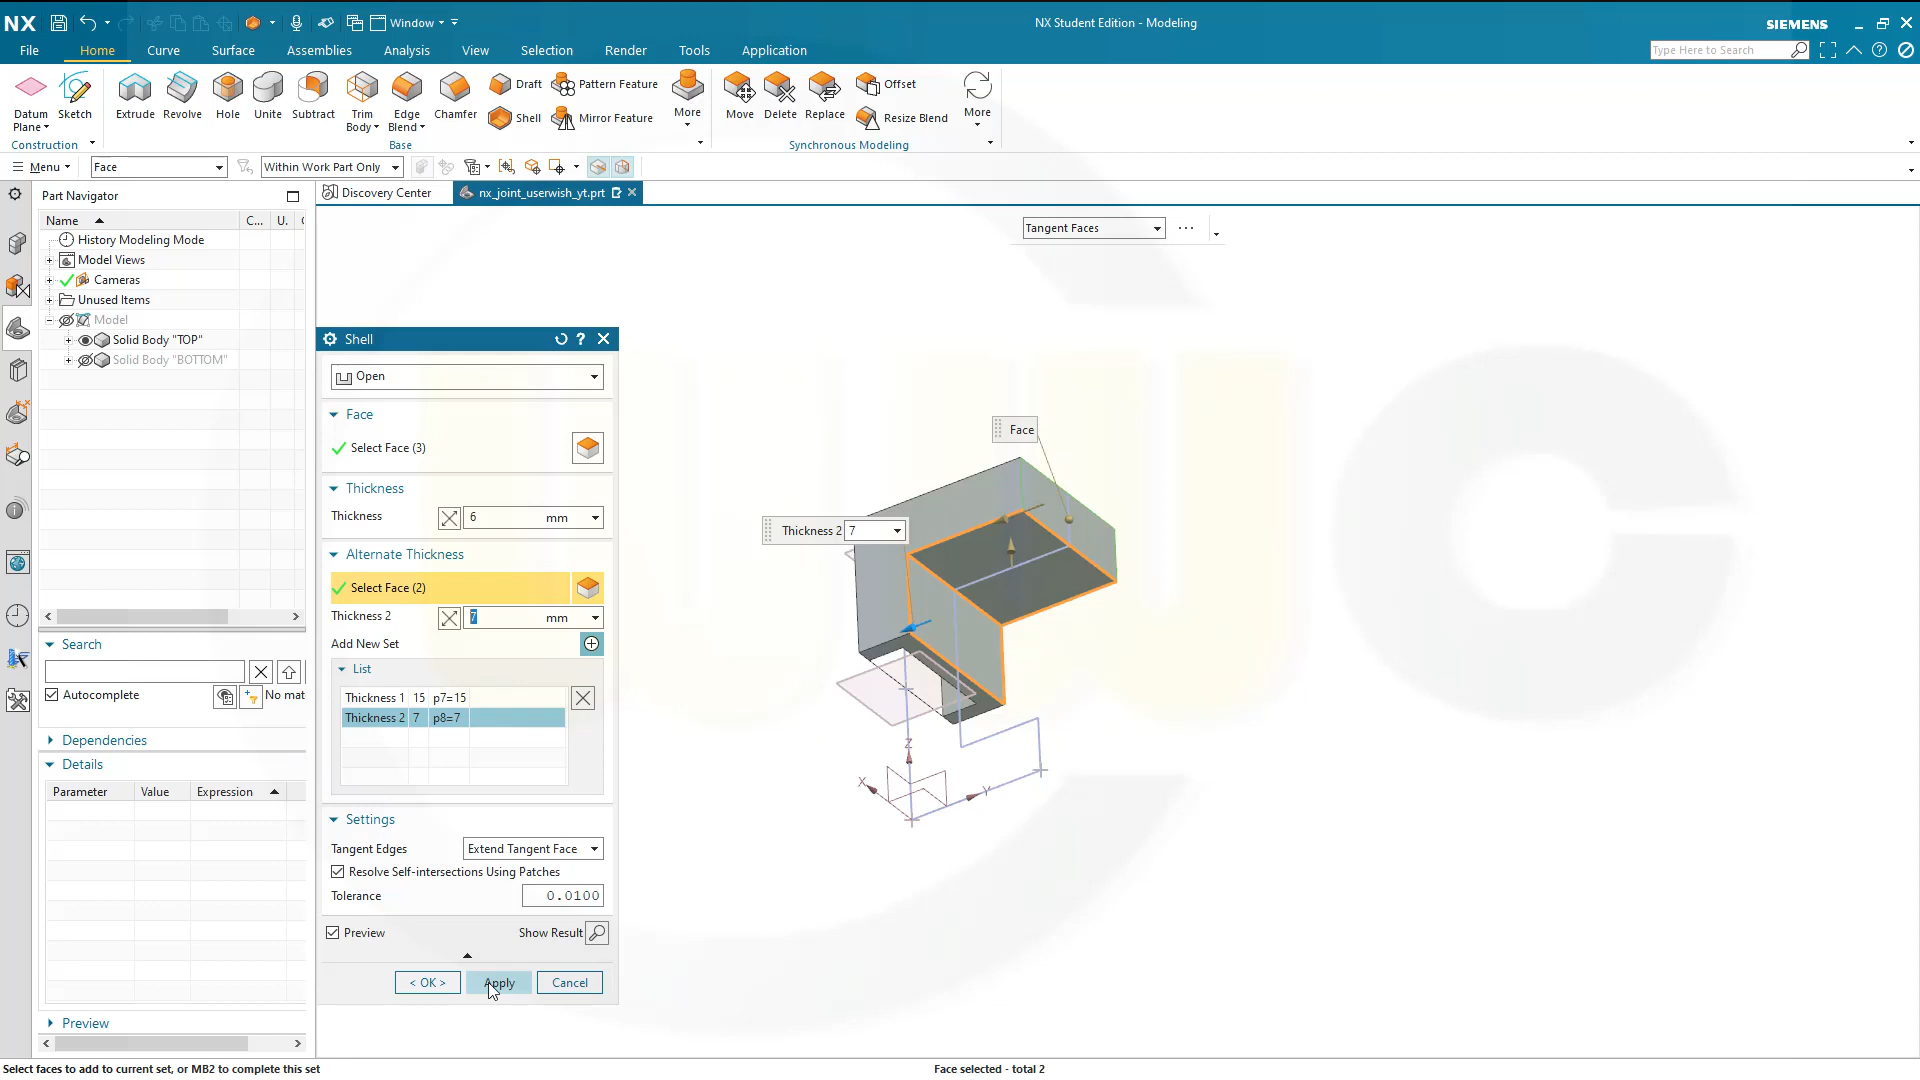 NX
Window
NX Student Edition - Modeling
SIEMENS
File
Home
Curve
Surface
Assemblies
Analysis
View
Selection
Render
Tools
Application
Type Here to Search
Datum
Plane
Sketch
Extrude
Revolve
Hole
Unite
Subtract
Trim
Body
Edge
Blend
Chamfer
Draft
Shell
Pattern Feature
Mirror Feature
More
Move
Delete
Replace
Offset
Resize Blend
More
Construction
Base
Synchronous Modeling
Menu
Face
Within Work Part Only
Part Navigator
Discovery Center
nx_joint_userwish_yt.prt
Name
C...
U.
History Modeling Mode
Model Views
Cameras
Unused Items
Model
Solid Body "TOP"
Solid Body "BOTTOM"
Tangent Faces
Shell
Open
Face
Select Face (3)
Thickness
Thickness 6 mm
Alternate Thickness
Select Face (2)
Thickness 2 7 mm
Add New Set
List
Thickness 1 15 p7=15
Thickness 2 7 p8=7
Settings
Tangent Edges Extend Tangent Face
Resolve Self-intersections Using Patches
Tolerance 0.0100
Preview
Show Result
< OK >
Apply
Cancel
Face
Thickness 2 7
Z
X
Y
Search
Autocomplete
No mat
Dependencies
Details
Parameter
Value
Expression
Preview
Select faces to add to current set, or MB2 to complete this set
Face selected - total 2